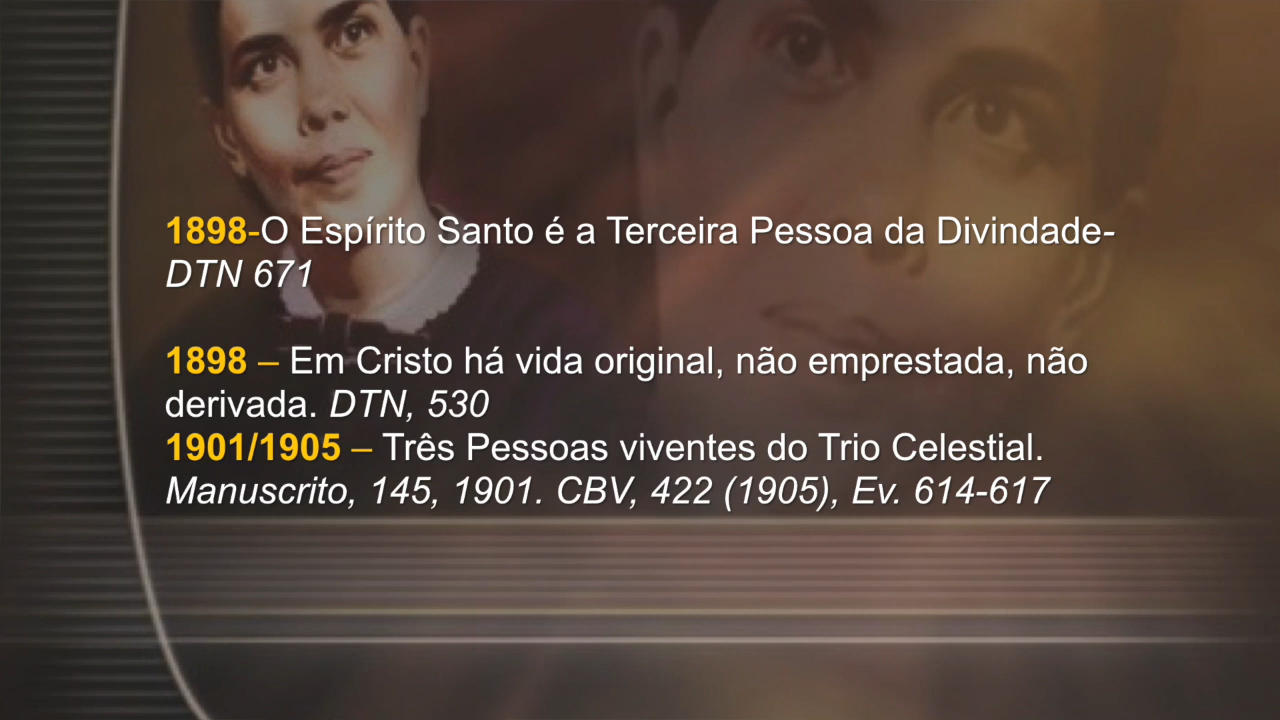 1898-O Espírito Santo é a Terceira Pessoa da Divindade-
DTN 671
1898 – Em Cristo há vida original, não emprestada, não
derivada. DTN, 530
1901/1905 – Três Pessoas viventes do Trio Celestial.
Manuscrito, 145, 1901. CBV, 422 (1905), Ev. 614-617